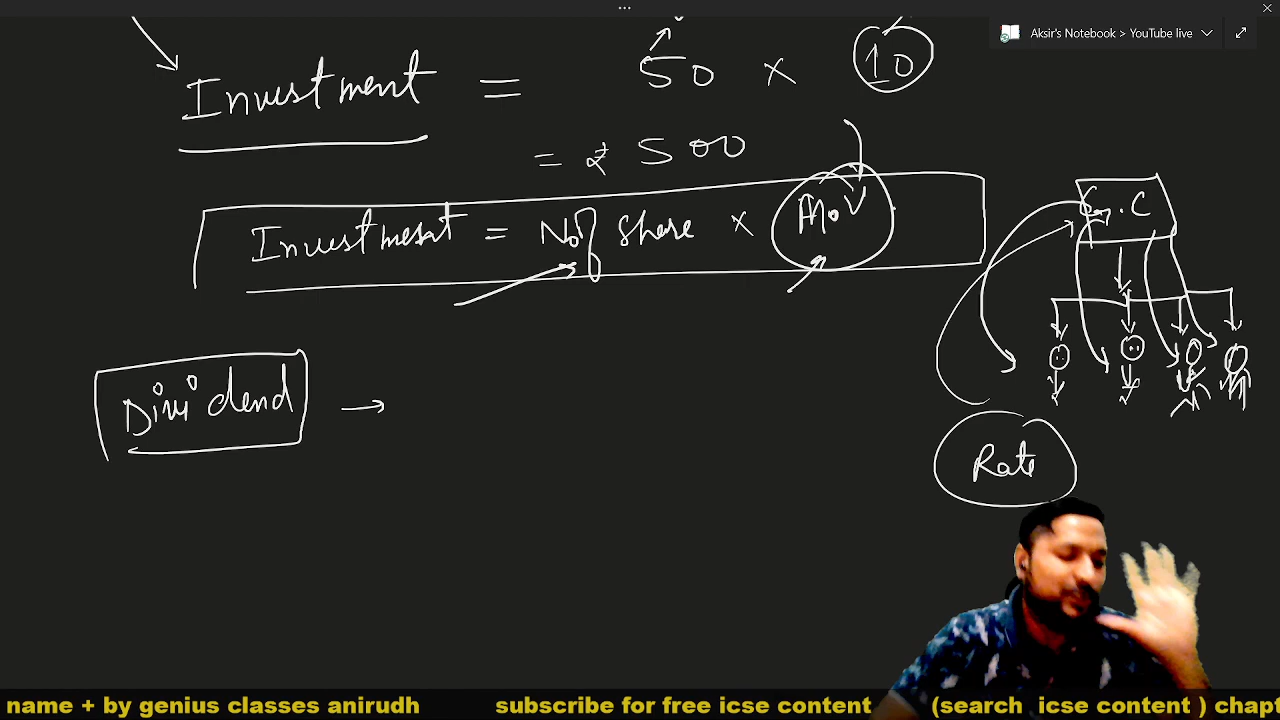 Aksir's Notebook > YouTube live
Investment = 50 × 10
= ₹ 500
Investment = No of Share × M.V
Dividend →
Rate
name + by genius classes anirudh subscribe for free icse content (search icse content ) chapt